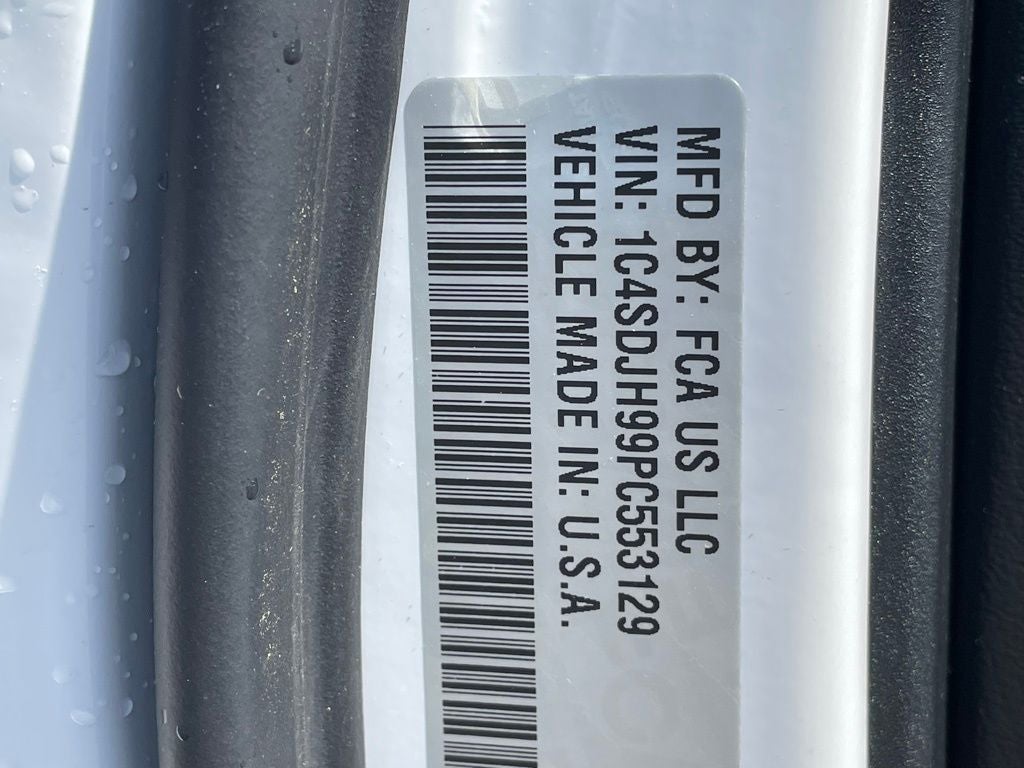 MFD BY: FCA US LLC
VIN: 1C4SDJH99PC553129
VEHICLE MADE IN: U.S.A.